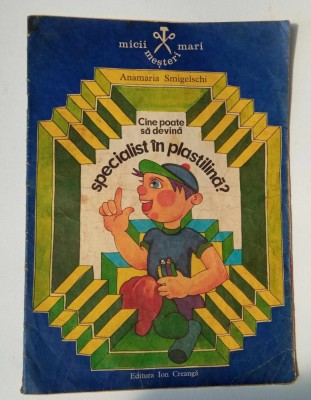 micii mari
meșteri
Anamaria Smigelschi
Cine poate
să devină
specialist în plastilină?
Editura Ion Creangă